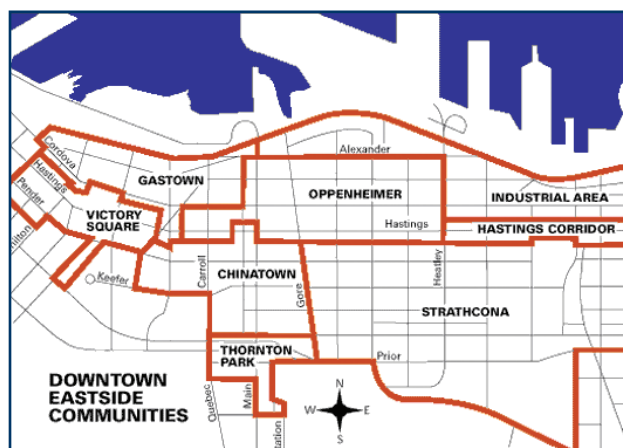 Alexander
Cordova
GASTOWN
Hastings
OPPENHEIMER
INDUSTRIAL AREA
Pender
VICTORY
SQUARE
Hastings
HASTINGS CORRIDOR
Keefer
Carroll
CHINATOWN
Gore
Heatley
STRATHCONA
THORNTON
PARK
Prior
DOWNTOWN
EASTSIDE
COMMUNITIES
Quebec
Main
N
W
E
S